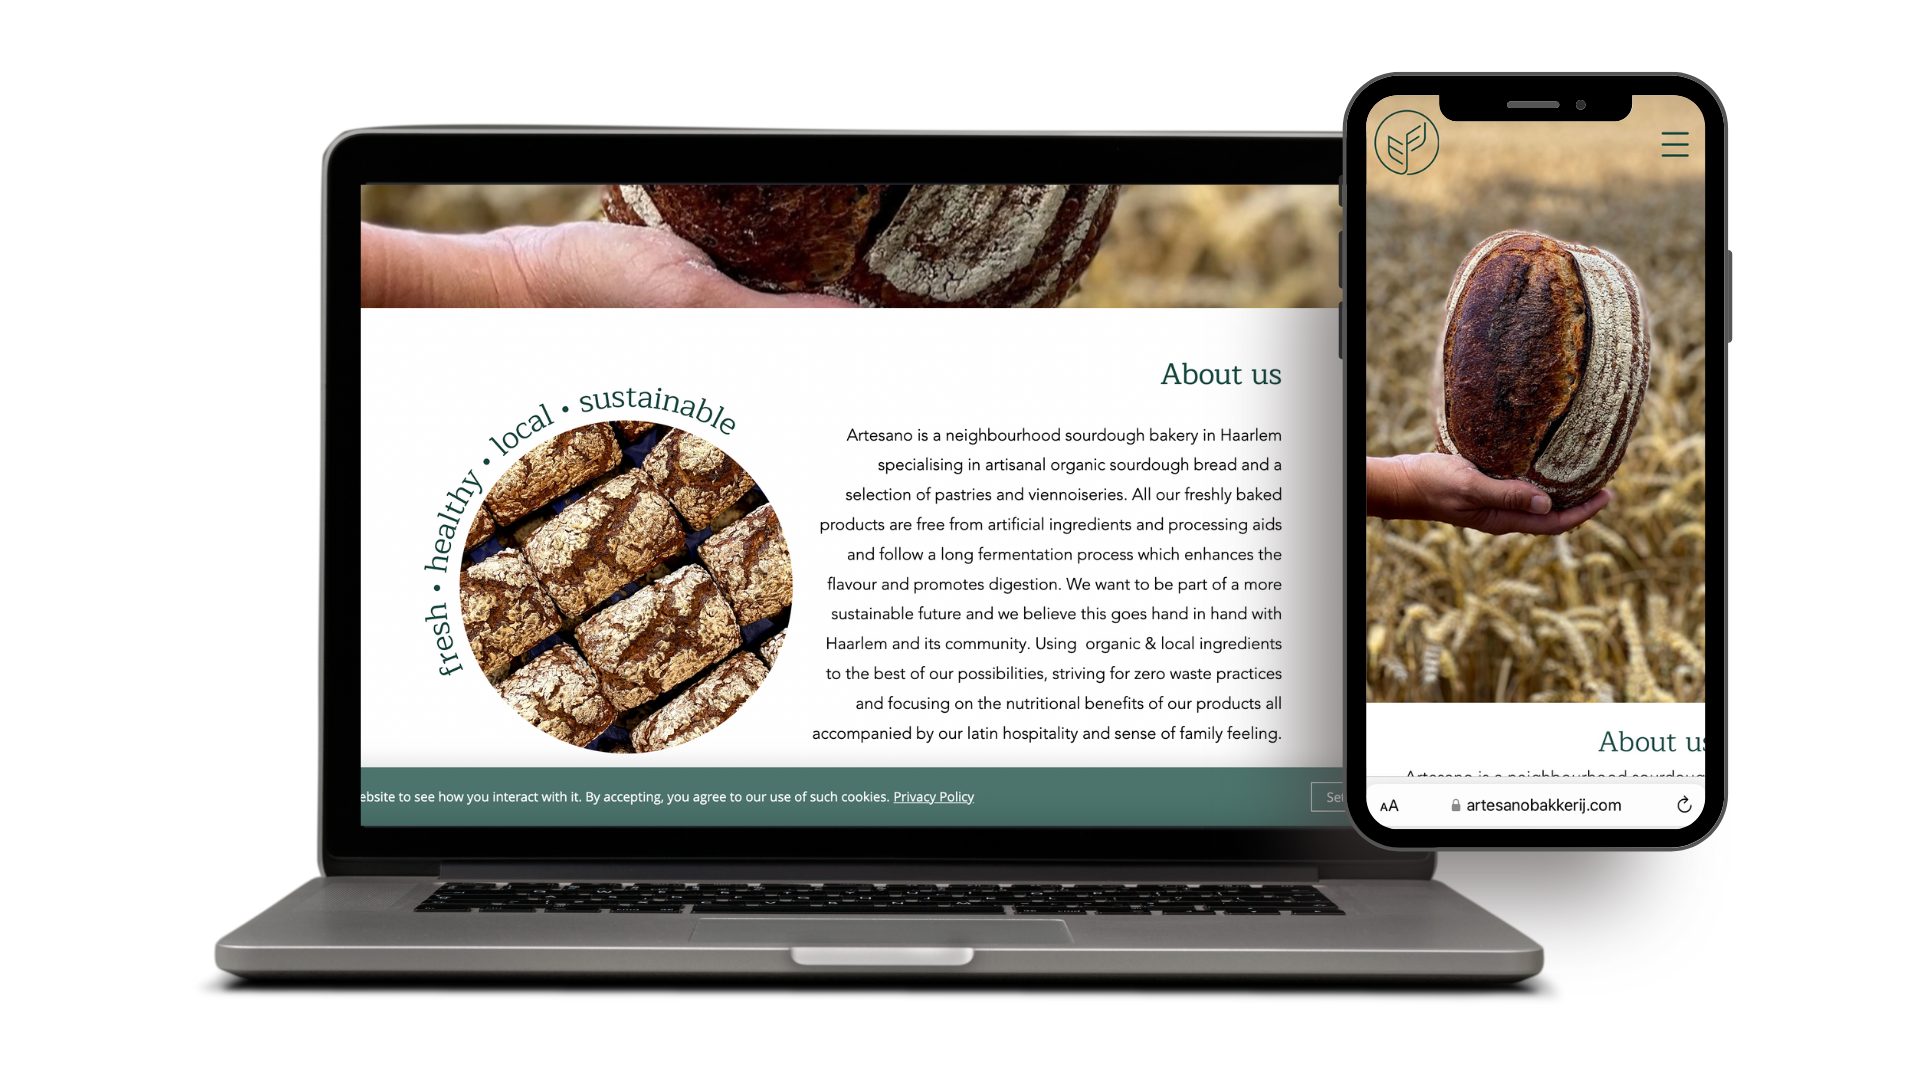 fresh • healthy • local • sustainable
About us
Artesano is a neighbourhood sourdough bakery in Haarlem
specialising in artisanal organic sourdough bread and a
selection of pastries and viennoiseries. All our freshly baked
products are free from artificial ingredients and processing aids
and follow a long fermentation process which enhances the
flavour and promotes digestion. We want to be part of a more
sustainable future and we believe this goes hand in hand with
Haarlem and its community. Using  organic & local ingredients
to the best of our possibilities, striving for zero waste practices
and focusing on the nutritional benefits of our products all
accompanied by our latin hospitality and sense of family feeling.
ebsite to see how you interact with it. By accepting, you agree to our use of such cookies. Privacy Policy
Set
About us
Artesano is a neighbourhood sourdoug
AA
artesanobakkerij.com